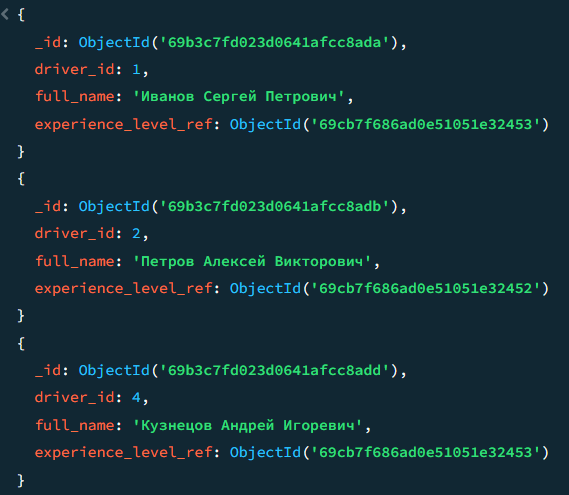 {
_id: ObjectId('69b3c7fd023d0641afcc8ada'),
driver_id: 1,
full_name: 'Иванов Сергей Петрович',
experience_level_ref: ObjectId('69cb7f686ad0e51051e32453')
}
{
_id: ObjectId('69b3c7fd023d0641afcc8adb'),
driver_id: 2,
full_name: 'Петров Алексей Викторович',
experience_level_ref: ObjectId('69cb7f686ad0e51051e32452')
}
{
_id: ObjectId('69b3c7fd023d0641afcc8add'),
driver_id: 4,
full_name: 'Кузнецов Андрей Игоревич',
experience_level_ref: ObjectId('69cb7f686ad0e51051e32453')
}